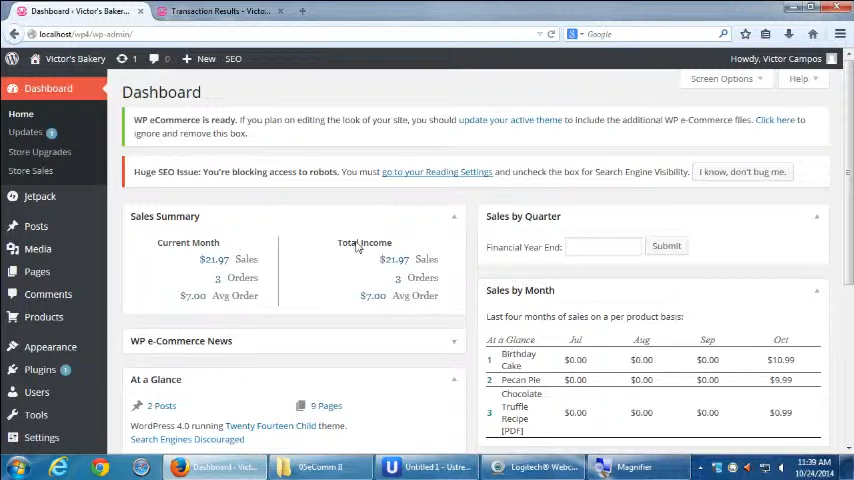 Dashboard ‹ Victor's Bakery...
Transaction Results - Victo...
localhost/wp4/wp-admin/
Google
Victor's Bakery
1
0
New
SEO
Howdy, Victor Campos
Dashboard
Home
Updates 1
Store Upgrades
Store Sales
Jetpack
Posts
Media
Pages
Comments
Products
Appearance
Plugins 1
Users
Tools
Settings
Screen Options
Help
Dashboard
WP eCommerce is ready. If you plan on editing the look of your site, you should update your active theme to include the additional WP e-Commerce files. Click here to
ignore and remove this box.
Huge SEO Issue: You're blocking access to robots. You must go to your Reading Settings and uncheck the box for Search Engine Visibility.
I know, don't bug me.
Sales Summary
Current Month
Total Income
$21.97 Sales
$21.97 Sales
3 Orders
3 Orders
$7.00 Avg Order
$7.00 Avg Order
WP e-Commerce News
At a Glance
2 Posts
9 Pages
WordPress 4.0 running Twenty Fourteen Child theme.
Search Engines Discouraged
Sales by Quarter
Financial Year End:
Submit
Sales by Month
Last four months of sales on a per product basis:
At a Glance Jul Aug Sep Oct
1 Birthday Cake $0.00 $0.00 $0.00 $10.99
2 Pecan Pie $0.00 $0.00 $0.00 $9.99
3 Chocolate Truffle Recipe [PDF] $0.00 $0.00 $0.00 $0.99
Dashboard ‹ Vict...
05eComm II
Untitled 1 - Ustre...
Logitech® Webc...
Magnifier
11:39 AM
10/24/2014